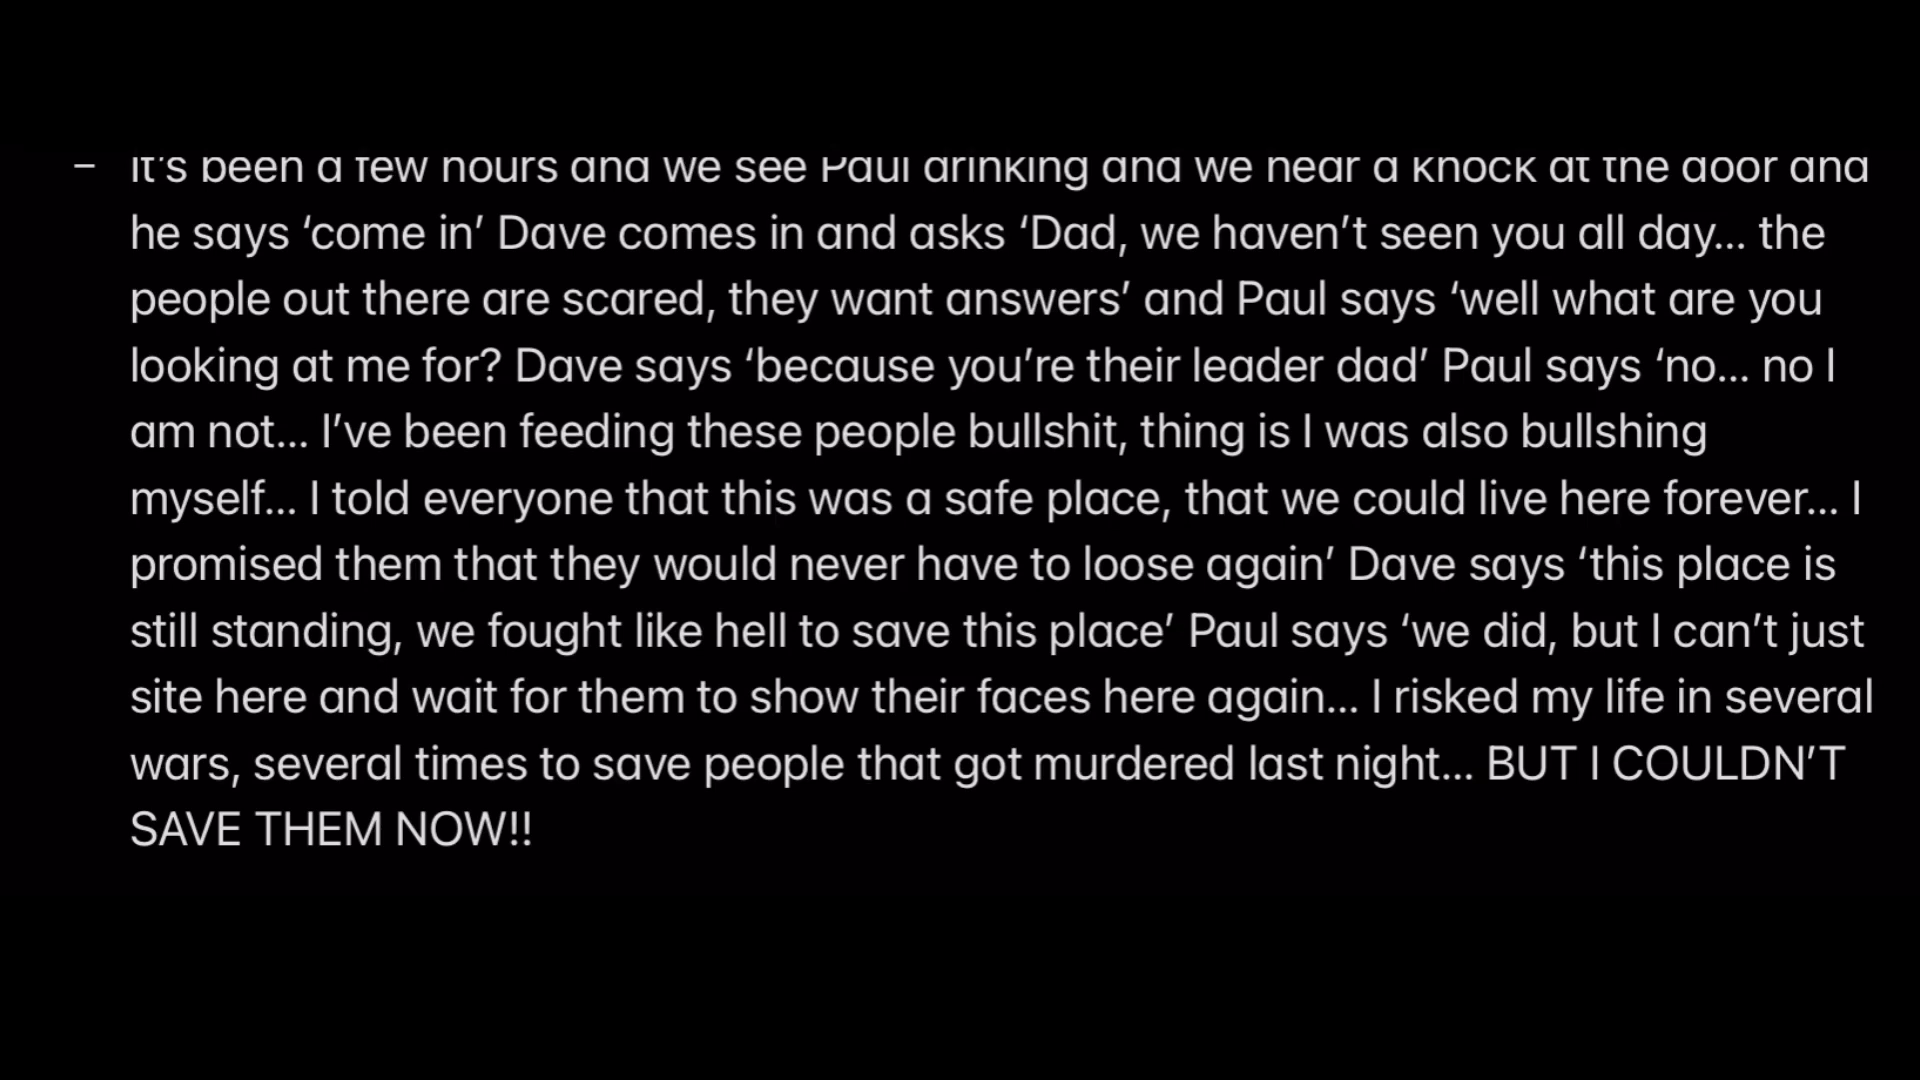 – It’s been a few hours and we see Paul drinking and we hear a knock at the door and
he says ‘come in’ Dave comes in and asks ‘Dad, we haven’t seen you all day... the
people out there are scared, they want answers’ and Paul says ‘well what are you
looking at me for? Dave says ‘because you’re their leader dad’ Paul says ‘no... no I
am not... I’ve been feeding these people bullshit, thing is I was also bullshing
myself... I told everyone that this was a safe place, that we could live here forever... I
promised them that they would never have to loose again’ Dave says ‘this place is
still standing, we fought like hell to save this place’ Paul says ‘we did, but I can’t just
site here and wait for them to show their faces here again... I risked my life in several
wars, several times to save people that got murdered last night... BUT I COULDN’T
SAVE THEM NOW!!